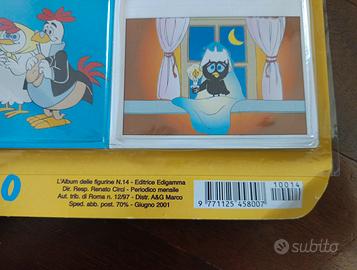 O
L'Album delle figurine N.14 - Editrice Edigamma
Dir. Resp. Renato Circi - Periodico mensile
Aut. trib. di Roma n. 12/97 - Distr. A&G Marco
Sped. abb. post. 70% - Giugno 2001
10014
9 771125 458007
subito